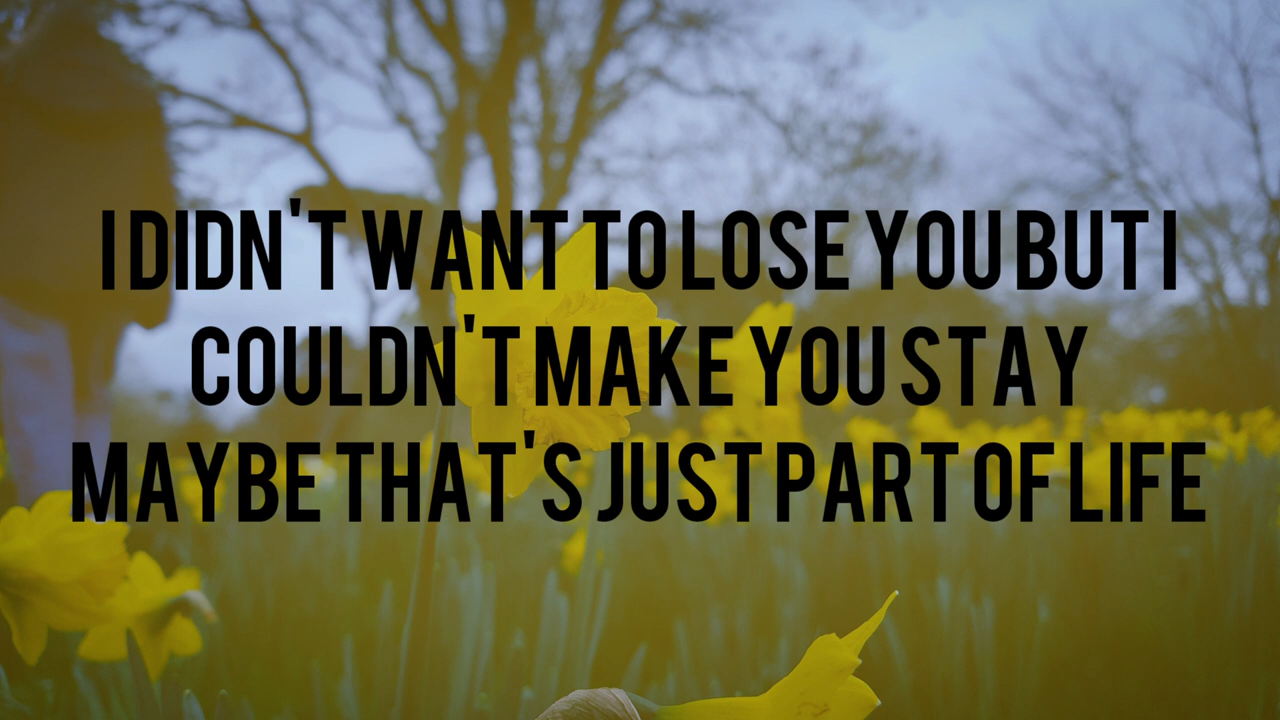 I DIDN'T WANT TO LOSE YOU BUT I
COULDN'T MAKE YOU STAY
MAYBE THAT'S JUST PART OF LIFE